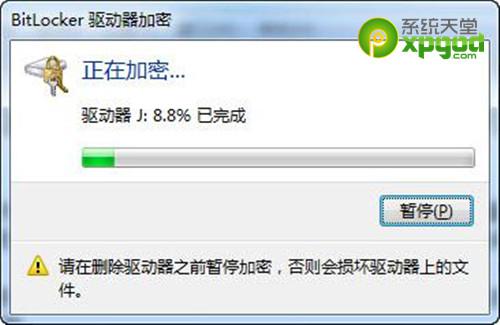 BitLocker 驱动器加密
系统天堂
xpgod
.com
正在加密...
驱动器 J: 8.8% 已完成
暂停(P)
请在删除驱动器之前暂停加密，否则会损坏驱动器上的文
件。